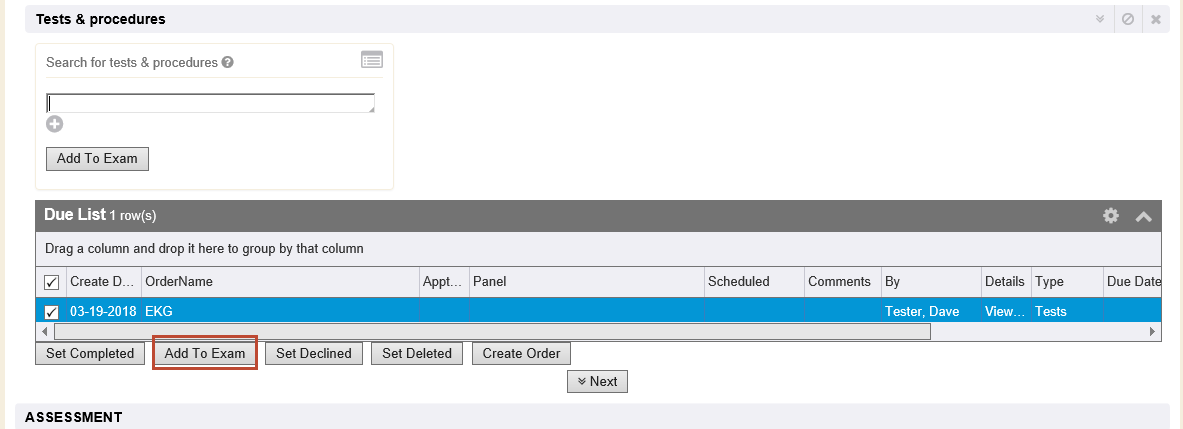 Tests & procedures
Search for tests & procedures
Add To Exam
Due List 1 row(s)
Drag a column and drop it here to group by that column
Create D... OrderName Appt... Panel Scheduled Comments By Details Type Due Date
03-19-2018 EKG Tester, Dave View... Tests
Set Completed Add To Exam Set Declined Set Deleted Create Order
Next
ASSESSMENT